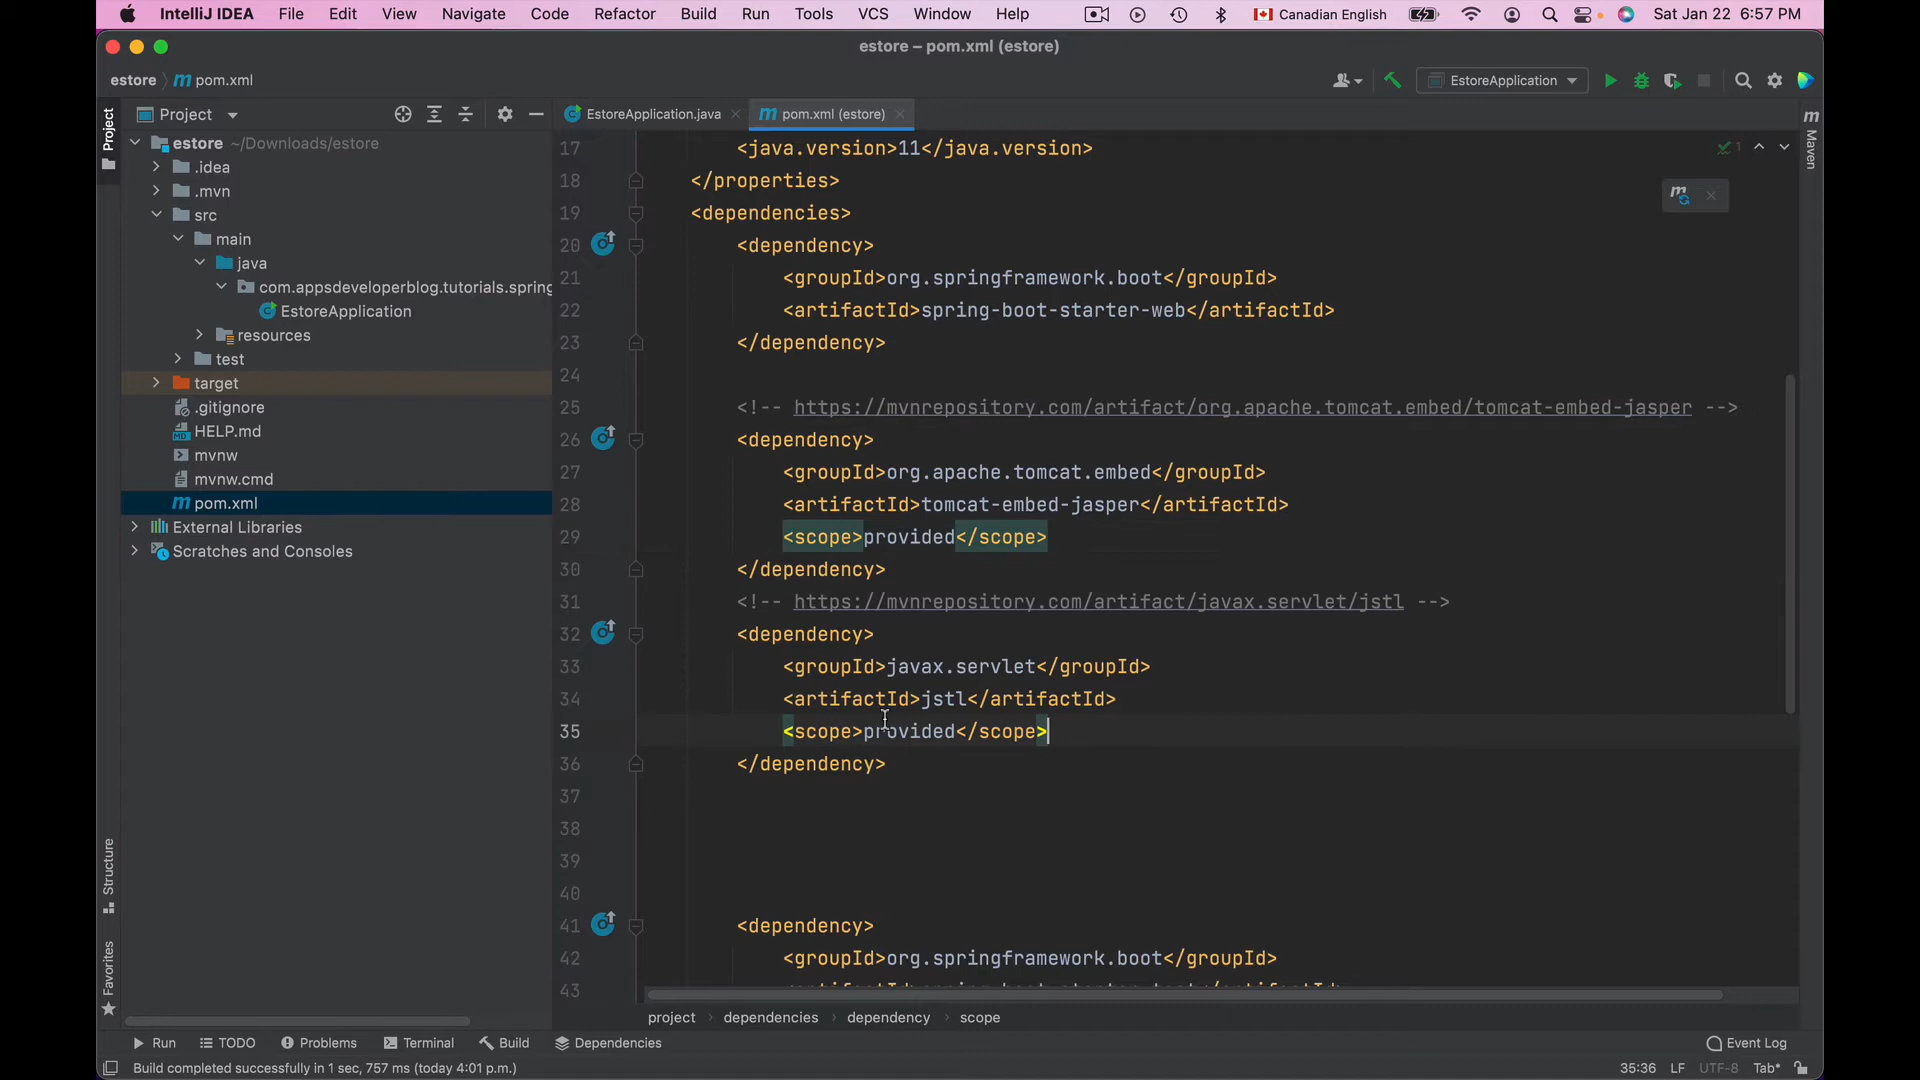 IntelliJ IDEA File Edit View Navigate Code Refactor Build Run Tools VCS Window Help Canadian English Sat Jan 22 6:57 PM
estore – pom.xml (estore)
estore pom.xml EstoreApplication
Project EstoreApplication.java pom.xml (estore)
Project
Maven
estore ~/Downloads/estore
.idea
.mvn
src
main
java
com.appsdeveloperblog.tutorials.spring
EstoreApplication
resources
test
target
.gitignore
HELP.md
mvnw
mvnw.cmd
pom.xml
External Libraries
Scratches and Consoles
Structure
Favorites
17 <java.version>11</java.version>
18 </properties>
19 <dependencies>
20 <dependency>
21 <groupId>org.springframework.boot</groupId>
22 <artifactId>spring-boot-starter-web</artifactId>
23 </dependency>
24
25 <!-- https://mvnrepository.com/artifact/org.apache.tomcat.embed/tomcat-embed-jasper -->
26 <dependency>
27 <groupId>org.apache.tomcat.embed</groupId>
28 <artifactId>tomcat-embed-jasper</artifactId>
29 <scope>provided</scope>
30 </dependency>
31 <!-- https://mvnrepository.com/artifact/javax.servlet/jstl -->
32 <dependency>
33 <groupId>javax.servlet</groupId>
34 <artifactId>jstl</artifactId>
35 <scope>provided</scope>
36 </dependency>
37
38
39
40
41 <dependency>
42 <groupId>org.springframework.boot</groupId>
43
1
project dependencies dependency scope
Run TODO Problems Terminal Build Dependencies Event Log
Build completed successfully in 1 sec, 757 ms (today 4:01 p.m.) 35:36 LF UTF-8 Tab*